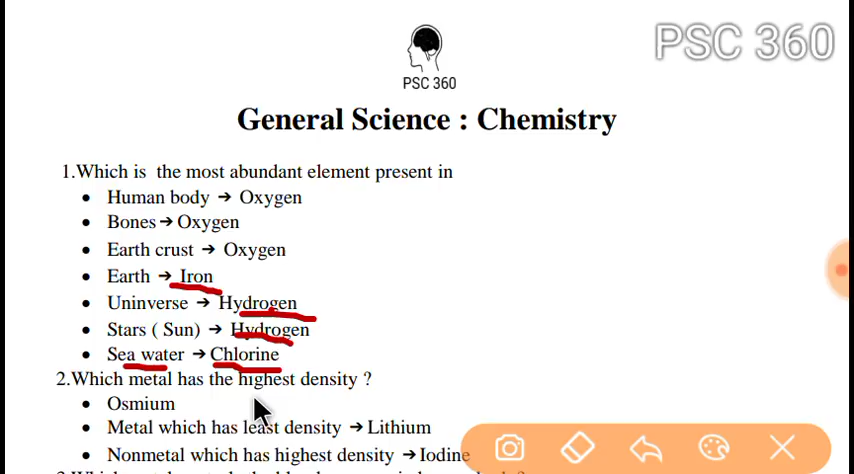 PSC 360
PSC 360
General Science : Chemistry
1.Which is the most abundant element present in
• Human body → Oxygen
• Bones → Oxygen
• Earth crust → Oxygen
• Earth → Iron
• Uninverse → Hydrogen
• Stars ( Sun) → Hydrogen
• Sea water → Chlorine
2.Which metal has the highest density ?
• Osmium
• Metal which has least density → Lithium
• Nonmetal which has highest density → Iodine